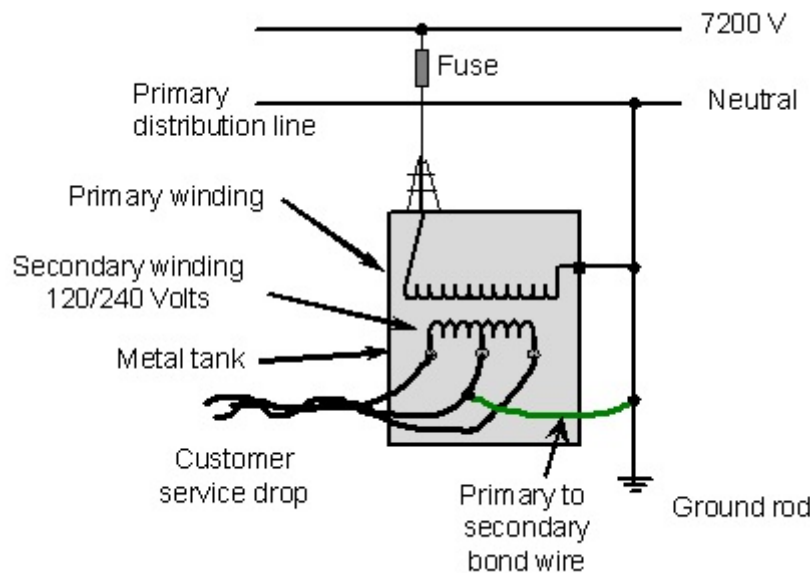 7200 V
Fuse
Primary
distribution line
Neutral
Primary winding
Secondary winding
120/240 Volts
Metal tank
Customer
service drop
Primary to
secondary
bond wire
Ground rod